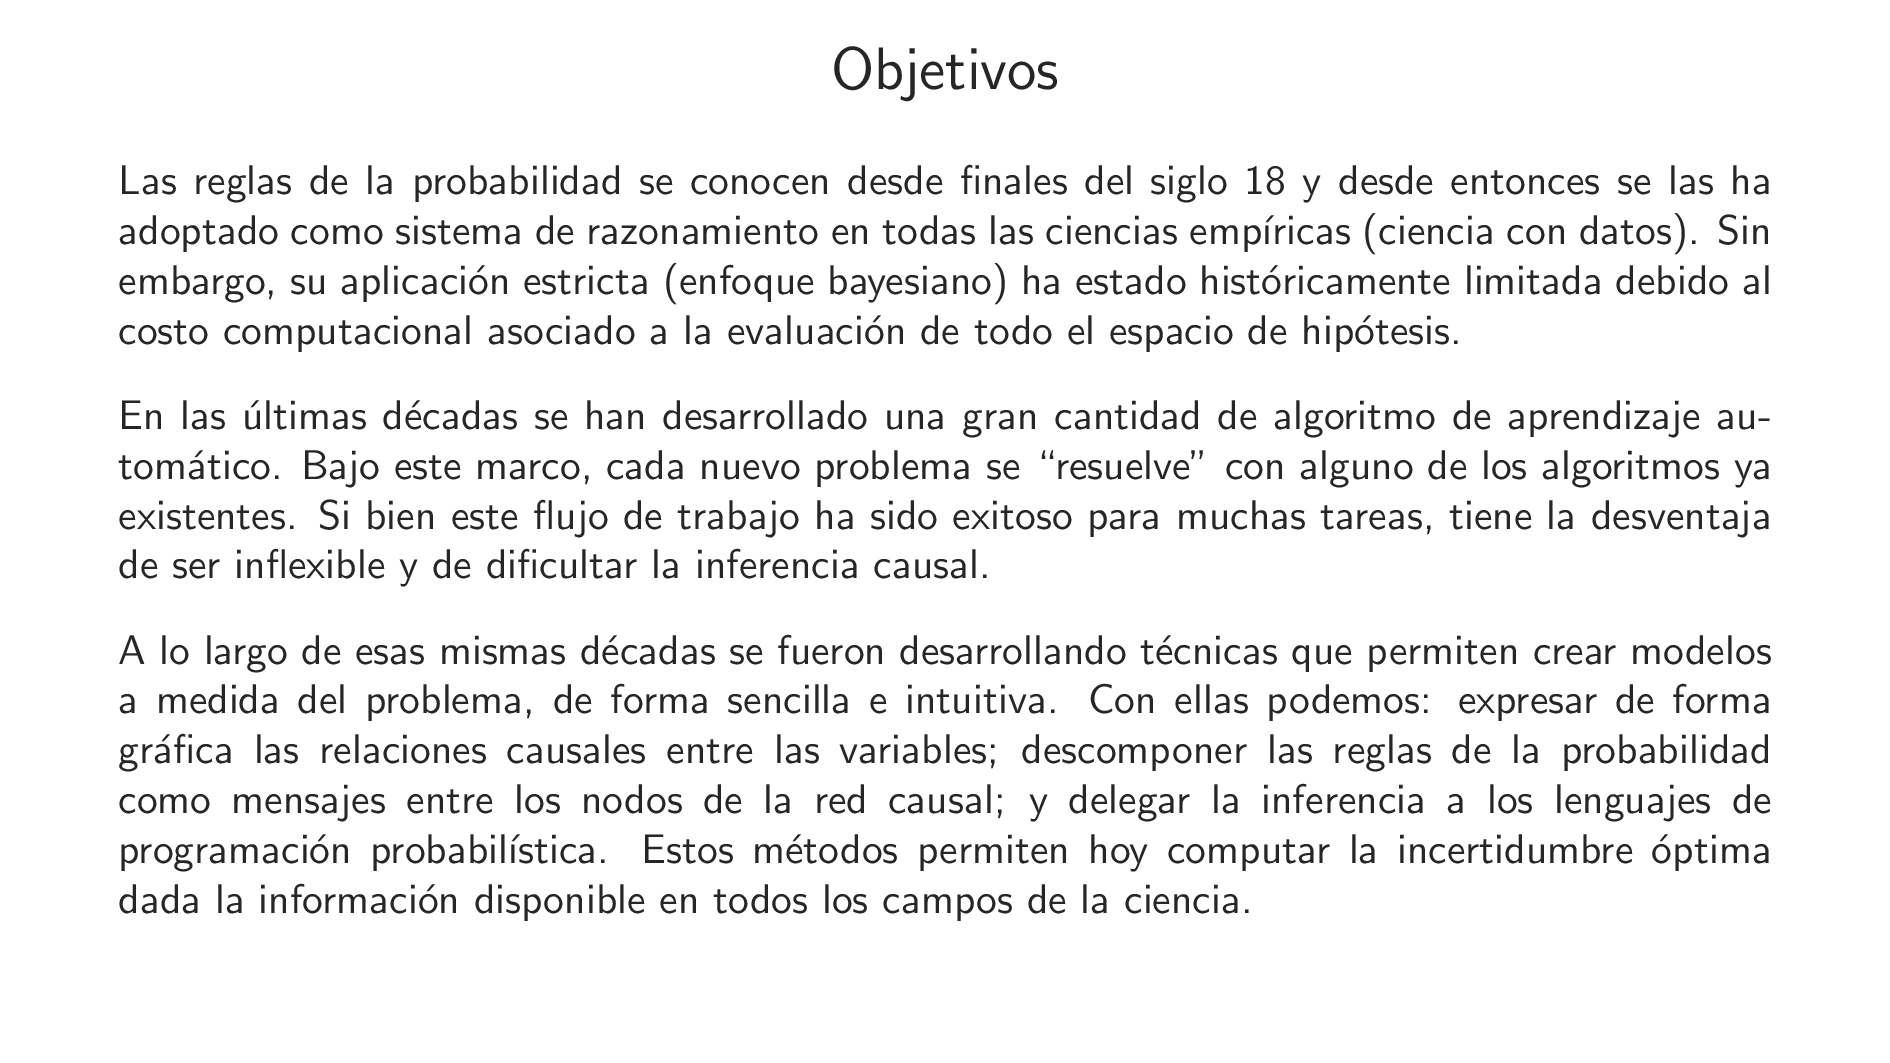 Objetivos
Las reglas de la probabilidad se conocen desde finales del siglo 18 y desde entonces se las ha
adoptado como sistema de razonamiento en todas las ciencias empíricas (ciencia con datos). Sin
embargo, su aplicación estricta (enfoque bayesiano) ha estado históricamente limitada debido al
costo computacional asociado a la evaluación de todo el espacio de hipótesis.
En las últimas décadas se han desarrollado una gran cantidad de algoritmo de aprendizaje au-
tomático. Bajo este marco, cada nuevo problema se “resuelve” con alguno de los algoritmos ya
existentes. Si bien este flujo de trabajo ha sido exitoso para muchas tareas, tiene la desventaja
de ser inflexible y de dificultar la inferencia causal.
A lo largo de esas mismas décadas se fueron desarrollando técnicas que permiten crear modelos
a medida del problema, de forma sencilla e intuitiva. Con ellas podemos: expresar de forma
gráfica las relaciones causales entre las variables; descomponer las reglas de la probabilidad
como mensajes entre los nodos de la red causal; y delegar la inferencia a los lenguajes de
programación probabilística. Estos métodos permiten hoy computar la incertidumbre óptima
dada la información disponible en todos los campos de la ciencia.